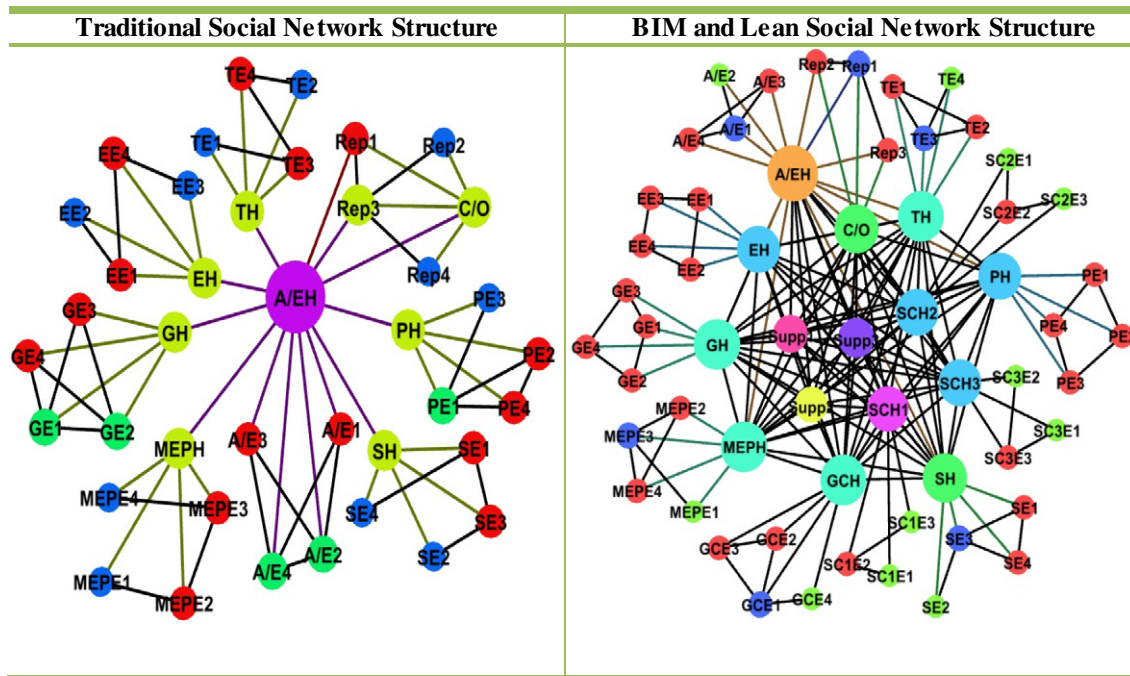 Traditional Social Network Structure
BIM and Lean Social Network Structure
TE4
TE2
TE1
TE3
TH
Rep1
Rep2
Rep3
C/O
Rep4
EE4
EE3
EE2
EE1
EH
A/EH
GE3
GH
GE4
GE1
GE2
PE3
PH
PE2
PE1
PE4
MEPH
MEPE4
MEPE3
MEPE1
MEPE2
A/E3
A/E1
A/E4
A/E2
SH
SE1
SE4
SE3
SE2
A/E2
A/E3
A/E1
A/E4
Rep2
Rep1
Rep3
TE1
TE4
TE3
TE2
A/EH
C/O
TH
SC2E1
SC2E2
SC2E3
EE3
EE1
EE4
EE2
EH
PH
PE1
PE4
PE3
GE3
GE1
GE4
GE2
GH
Supp
Supp
SCH2
SCH3
upp
SCH1
SC3E2
SC3E1
SC3E3
MEPE2
MEPE3
MEPE4
MEPE1
MEPH
GCH
SH
GCE3
GCE2
GCE1
GCE4
SC1E3
SC1E2
SC1E1
SE1
SE3
SE4
SE2